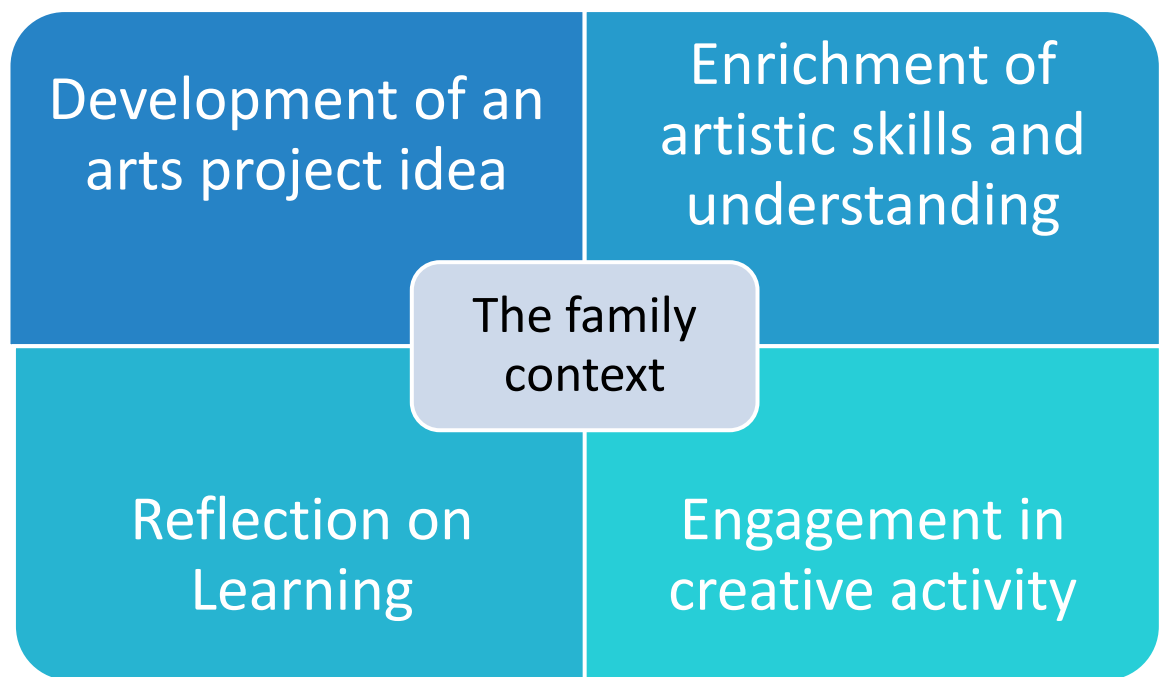 Development of an
arts project idea
Enrichment of
artistic skills and
understanding
The family
context
Reflection on
Learning
Engagement in
creative activity